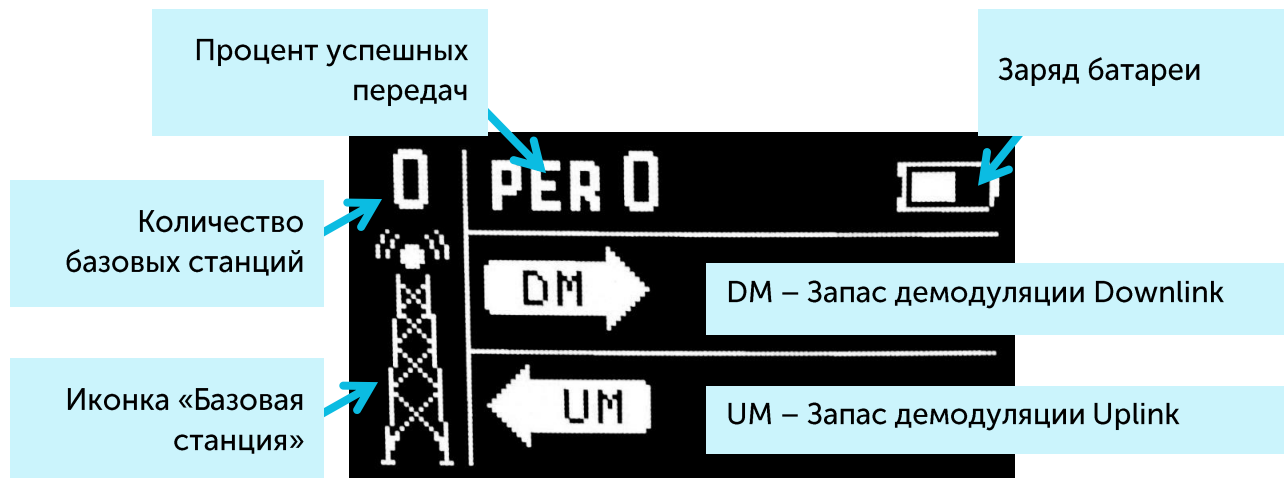 Процент успешных
передач
Заряд батареи
0
PER 0
Количество
базовых станций
DM
DM – Запас демодуляции Downlink
Иконка «Базовая
станция»
UM
UM – Запас демодуляции Uplink